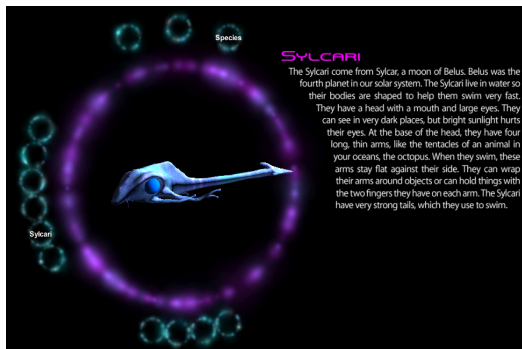 Species
SYLCARI
The Sylcari come from Sylcar, a moon of Belus. Belus was the
fourth planet in our solar system. The Sylcari live in water so
their bodies are shaped to help them swim very fast.
They have a head with a mouth and large eyes. They
can see in very dark places, but bright sunlight hurts
their eyes. At the base of the head, they have four
long, thin arms, like the tentacles of an animal in
your oceans, the octopus. When they swim, these
arms stay flat against their side. They can wrap
their arms around objects or can hold things with
the two fingers they have on each arm. The Sylcari
have very strong tails, which they use to swim.
Sylcari